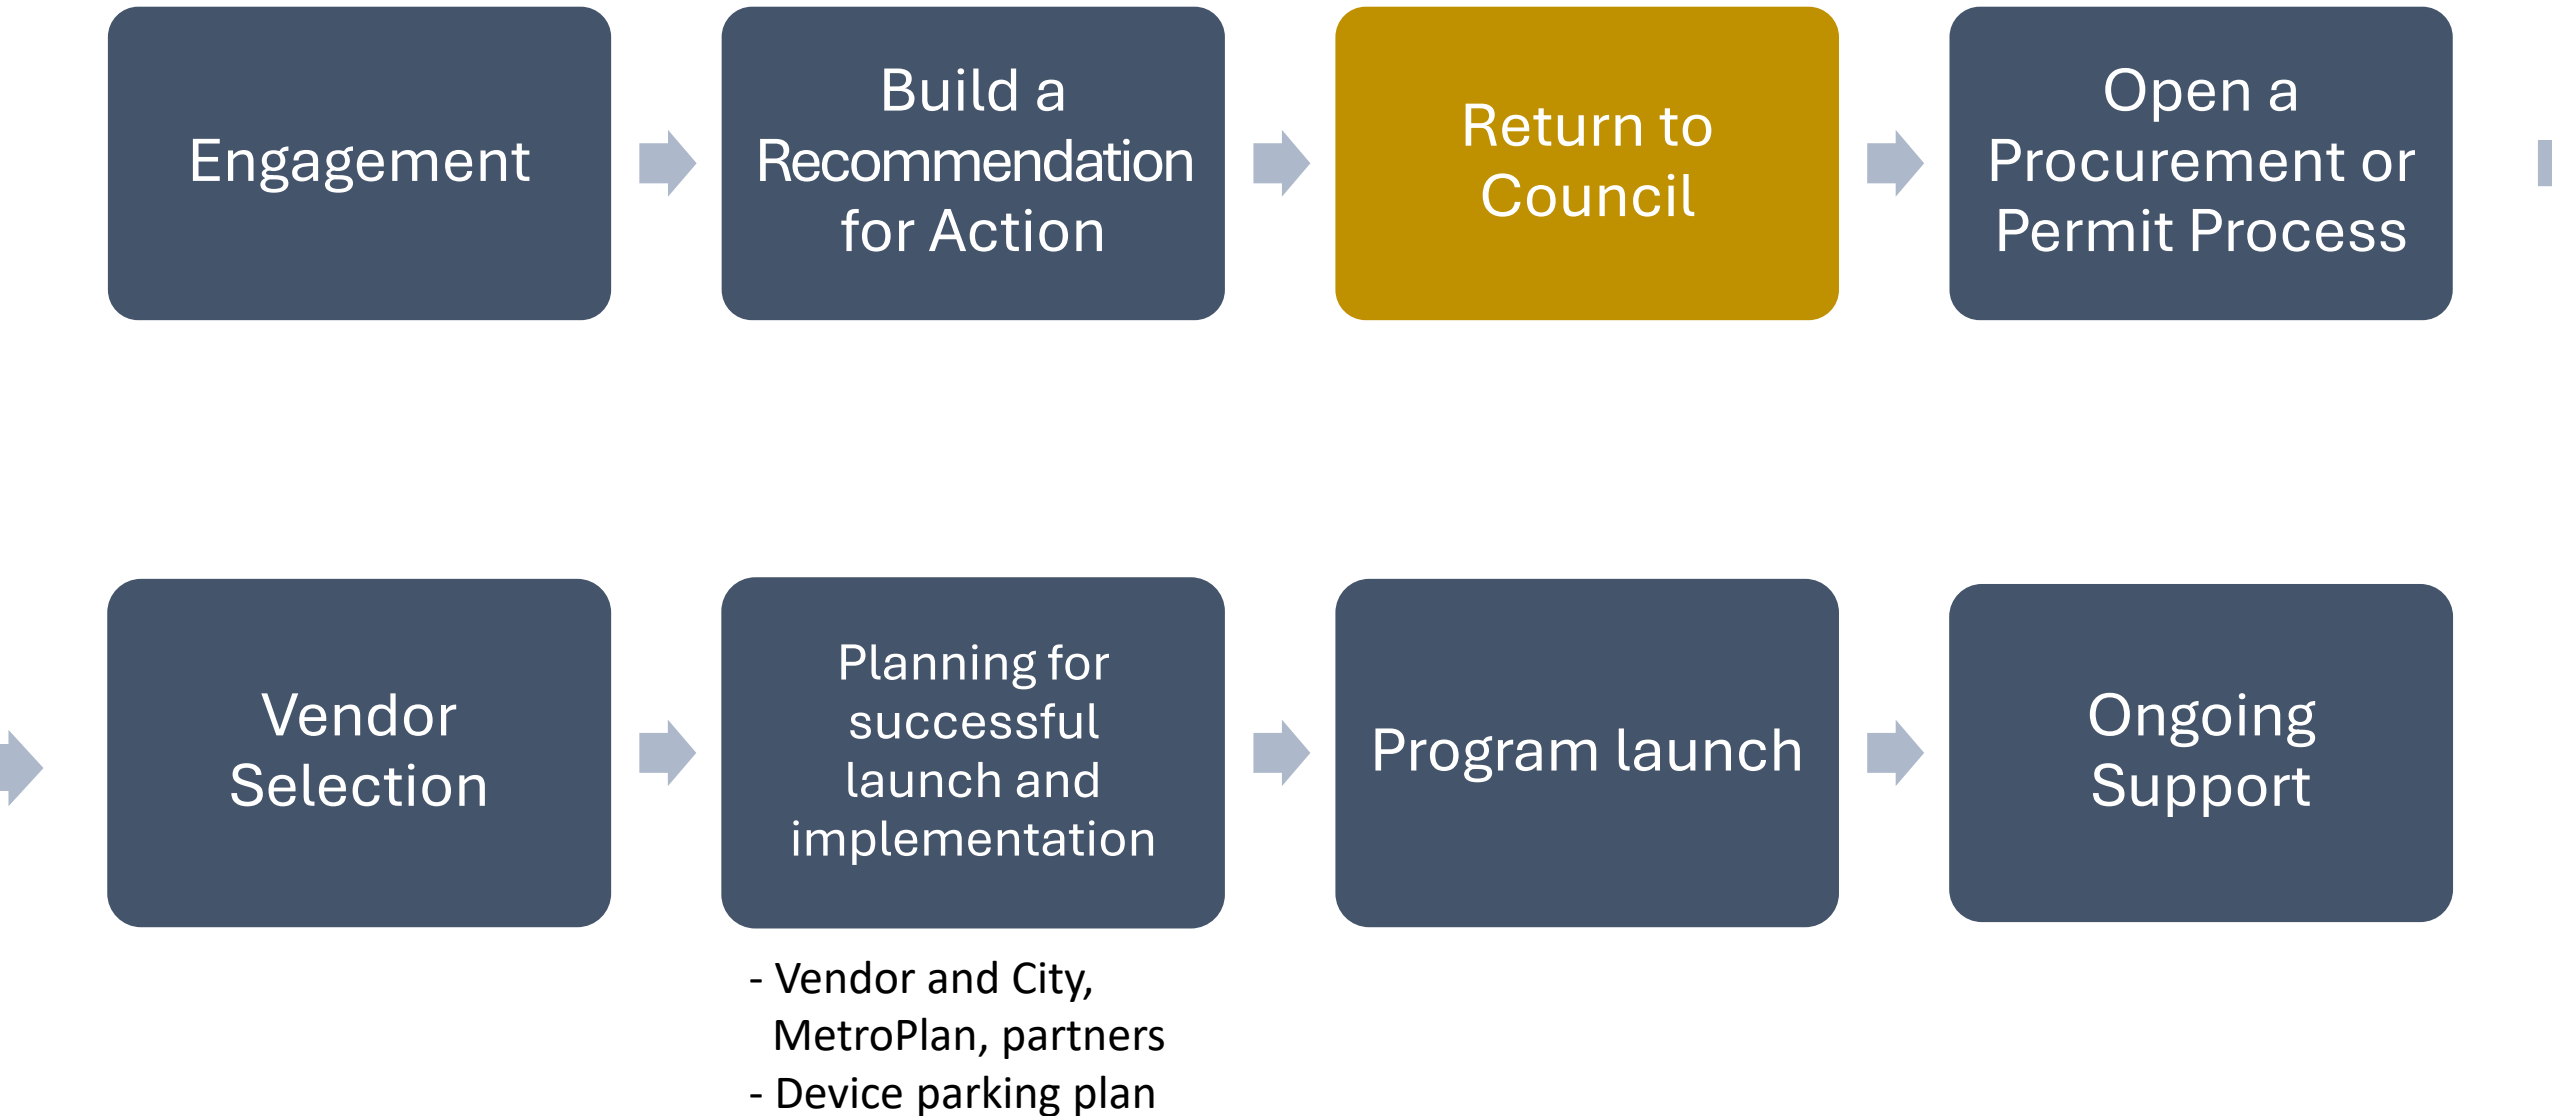 Engagement
Build a
Recommendation
for Action
Return to
Council
Open a
Procurement or
Permit Process
Vendor
Selection
Planning for
successful
launch and
implementation
Program launch
Ongoing
Support
- Vendor and City,
MetroPlan, partners
- Device parking plan